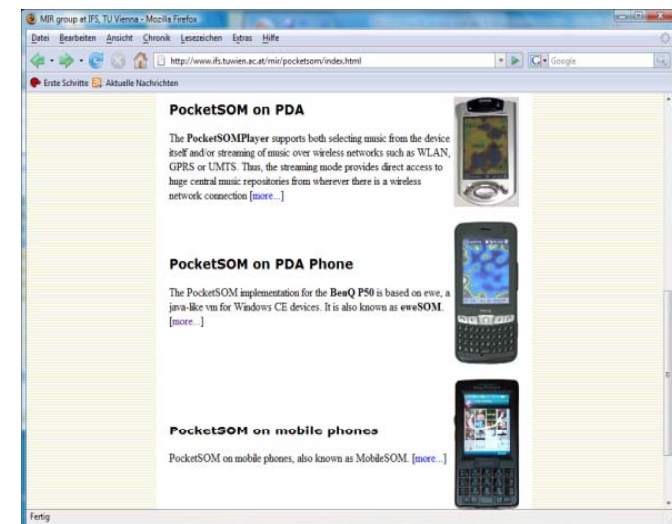 MIR group at IFS, TU Vienna - Mozilla Firefox
Datei Bearbeiten Ansicht Chronik Lesezeichen Extras Hilfe
http://www.ifs.tuwien.ac.at/mir/pocketsom/index.html
Google
Erste Schritte Aktuelle Nachrichten
PocketSOM on PDA
The PocketSOMPlayer supports both selecting music from the device
itself and/or streaming of music over wireless networks such as WLAN,
GPRS or UMTS. Thus, the streaming mode provides direct access to
huge central music repositories from wherever there is a wireless
network connection [more...]
PocketSOM on PDA Phone
The PocketSOM implementation for the BenQ P50 is based on ewe, a
java-like vm for Windows CE devices. It is also known as eweSOM.
[more...]
PocketSOM on mobile phones
PocketSOM on mobile phones, also known as MobileSOM. [more...]
Fertig